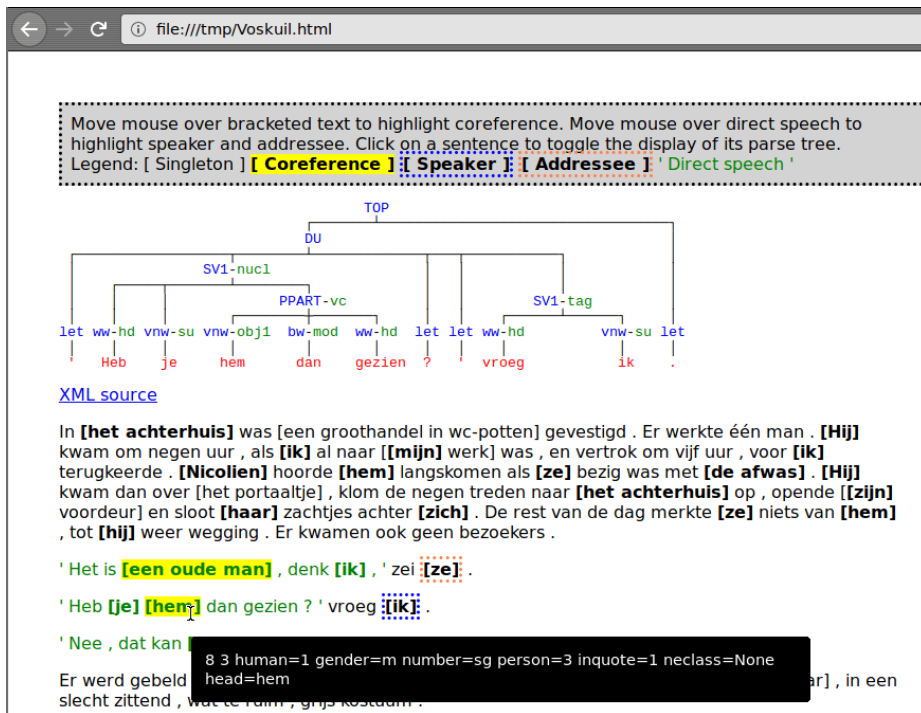 file:///tmp/Voskuil.html
Move mouse over bracketed text to highlight coreference. Move mouse over direct speech to
highlight speaker and addressee. Click on a sentence to toggle the display of its parse tree.
Legend: [ Singleton ] [ Coreference ] [ Speaker ] [ Addressee ] ' Direct speech '
TOP
DU
SV1-nucl
PPART-vc SV1-tag
let ww-hd vnw-su vnw-obj1 bw-mod ww-hd let let ww-hd vnw-su let
' Heb je hem dan gezien ? ' vroeg ik .
XML source
In [het achterhuis] was [een groothandel in wc-potten] gevestigd . Er werkte één man . [Hij]
kwam om negen uur , als [ik] al naar [[mijn] werk] was , en vertrok om vijf uur , voor [ik]
terugkeerde . [Nicolien] hoorde [hem] langskomen als [ze] bezig was met [de afwas] . [Hij]
kwam dan over [het portaaltje] , klom de negen treden naar [het achterhuis] op , opende [[zijn]
voordeur] en sloot [haar] zachtjes achter [zich] . De rest van de dag merkte [ze] niets van [hem]
, tot [hij] weer wegging . Er kwamen ook geen bezoekers .
' Het is [een oude man] , denk [ik] , ' zei [ze] .
' Heb [je] [hem] dan gezien ? ' vroeg [ik] .
' Nee , dat kan
8 3 human=1 gender=m number=sg person=3 inquote=1 neclass=None
head=hem
Er werd gebeld ar] , in een
slecht zittend , wat te ruim , grijs kostuum .